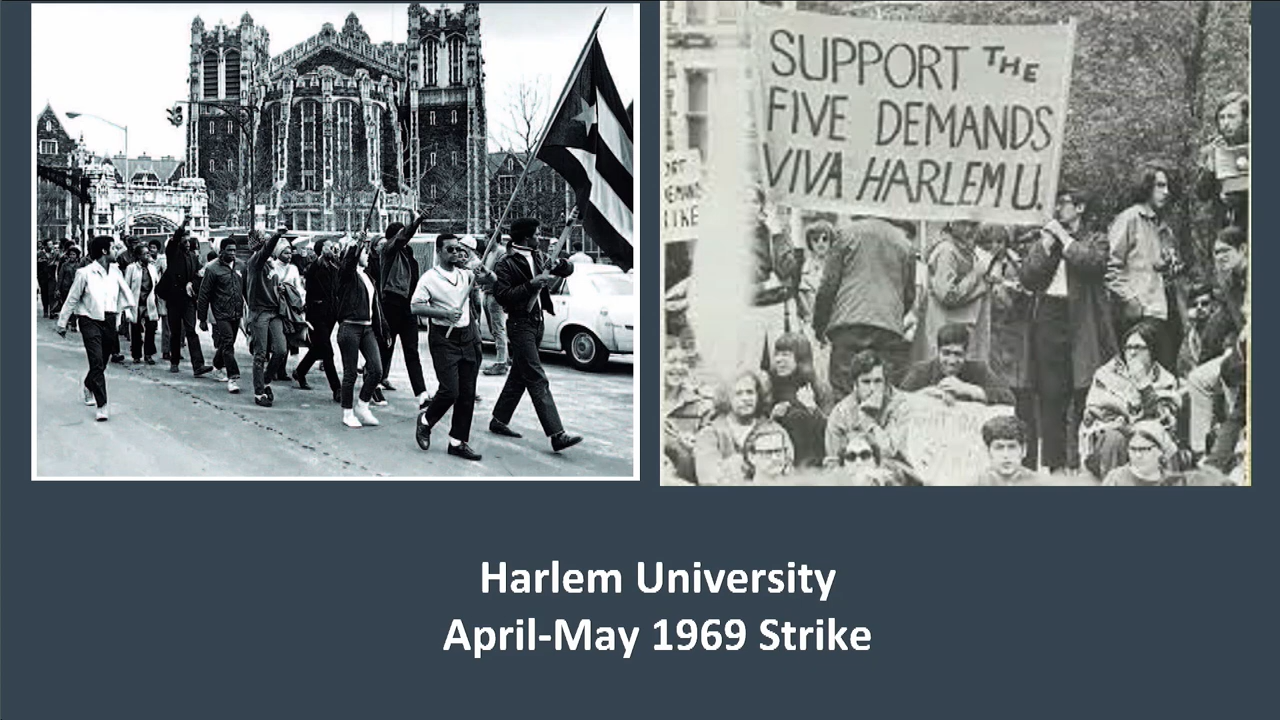 SUPPORT THE
FIVE DEMANDS
VIVA HARLEM U.
Harlem University
April-May 1969 Strike